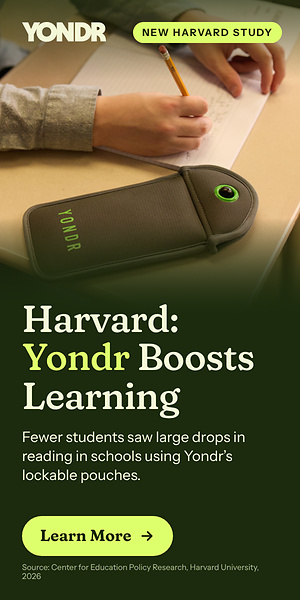 YONDR
NEW HARVARD STUDY
YONDR
Harvard:
Yondr Boosts
Learning
Fewer students saw large drops in
reading in schools using Yondr’s
lockable pouches.
Learn More →
Source: Center for Education Policy Research, Harvard University,
2026